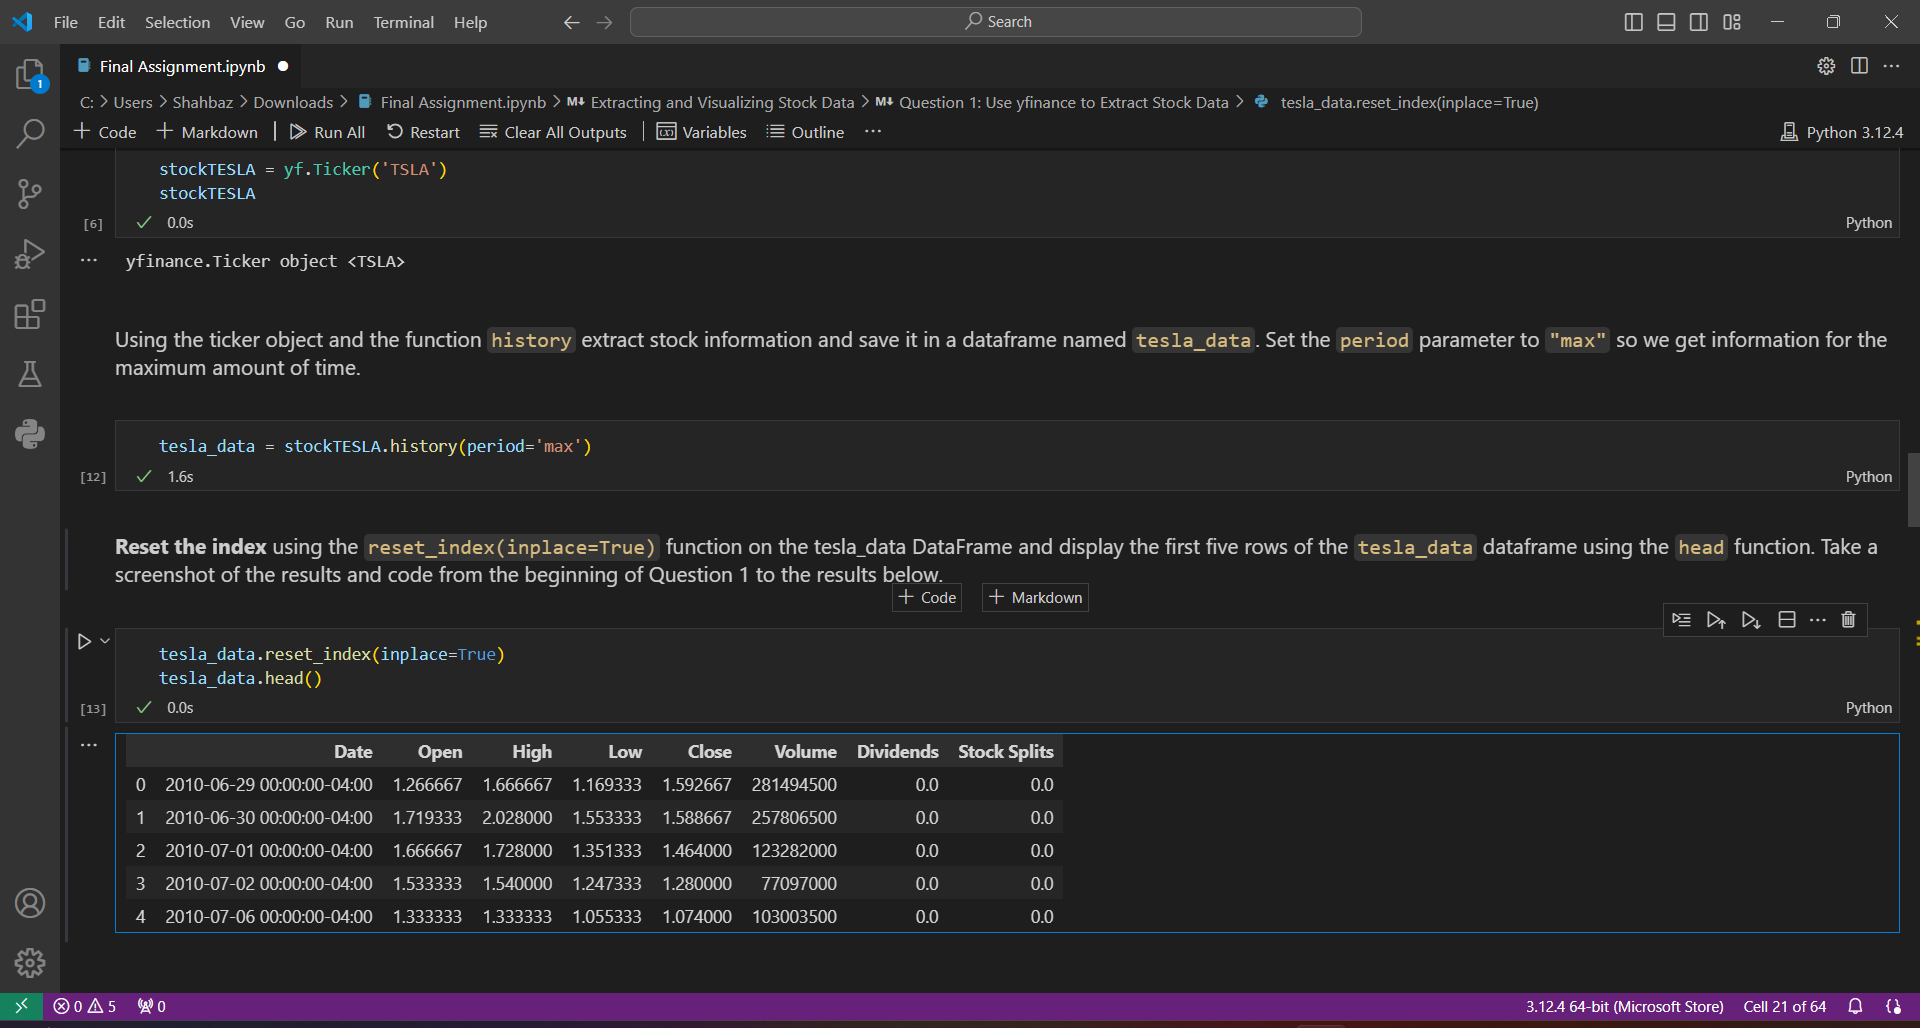 File Edit Selection View Go Run Terminal Help
Search
Final Assignment.ipynb
1
C: > Users > Shahbaz > Downloads > Final Assignment.ipynb > M↓ Extracting and Visualizing Stock Data > M↓ Question 1: Use yfinance to Extract Stock Data > tesla_data.reset_index(inplace=True)
+ Code + Markdown | Run All Restart Clear All Outputs | Variables Outline ···
Python 3.12.4
stockTESLA = yf.Ticker('TSLA')
stockTESLA
[6] 0.0s Python
··· yfinance.Ticker object <TSLA>
Using the ticker object and the function history extract stock information and save it in a dataframe named tesla_data. Set the period parameter to "max" so we get information for the
maximum amount of time.
tesla_data = stockTESLA.history(period='max')
[12] 1.6s Python
Reset the index using the reset_index(inplace=True) function on the tesla_data DataFrame and display the first five rows of the tesla_data dataframe using the head function. Take a
screenshot of the results and code from the beginning of Question 1 to the results below.
+ Code + Markdown
tesla_data.reset_index(inplace=True)
tesla_data.head()
[13] 0.0s Python
Date Open High Low Close Volume Dividends Stock Splits
0 2010-06-29 00:00:00-04:00 1.266667 1.666667 1.169333 1.592667 281494500 0.0 0.0
1 2010-06-30 00:00:00-04:00 1.719333 2.028000 1.553333 1.588667 257806500 0.0 0.0
2 2010-07-01 00:00:00-04:00 1.666667 1.728000 1.351333 1.464000 123282000 0.0 0.0
3 2010-07-02 00:00:00-04:00 1.533333 1.540000 1.247333 1.280000 77097000 0.0 0.0
4 2010-07-06 00:00:00-04:00 1.333333 1.333333 1.055333 1.074000 103003500 0.0 0.0
0 5 0 3.12.4 64-bit (Microsoft Store) Cell 21 of 64